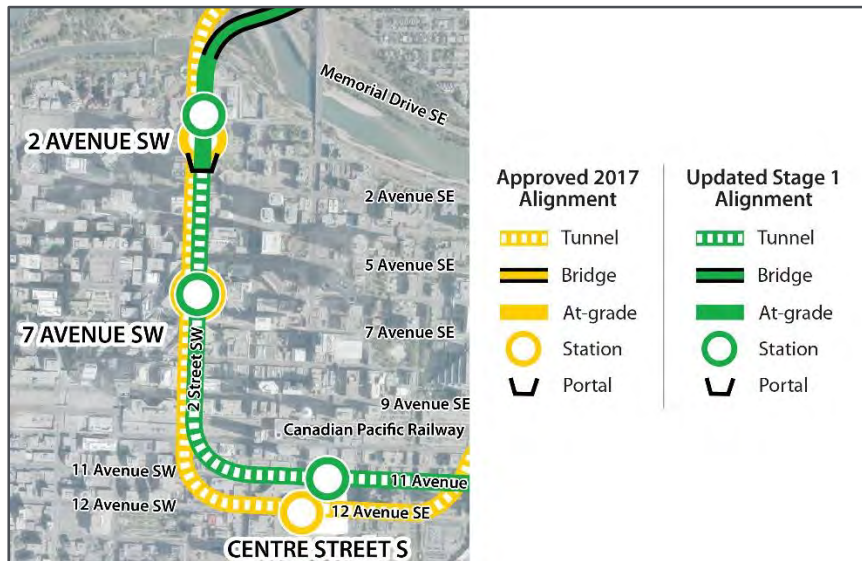 Memorial Drive SE
2 AVENUE SW
2 Avenue SE
5 Avenue SE
7 AVENUE SW
7 Avenue SE
2 Street SW
9 Avenue SE
Canadian Pacific Railway
11 Avenue SW
11 Avenue
12 Avenue SW
12 Avenue SE
CENTRE STREET S
Approved 2017
Alignment
Tunnel
Bridge
At-grade
Station
Portal
Updated Stage 1
Alignment
Tunnel
Bridge
At-grade
Station
Portal